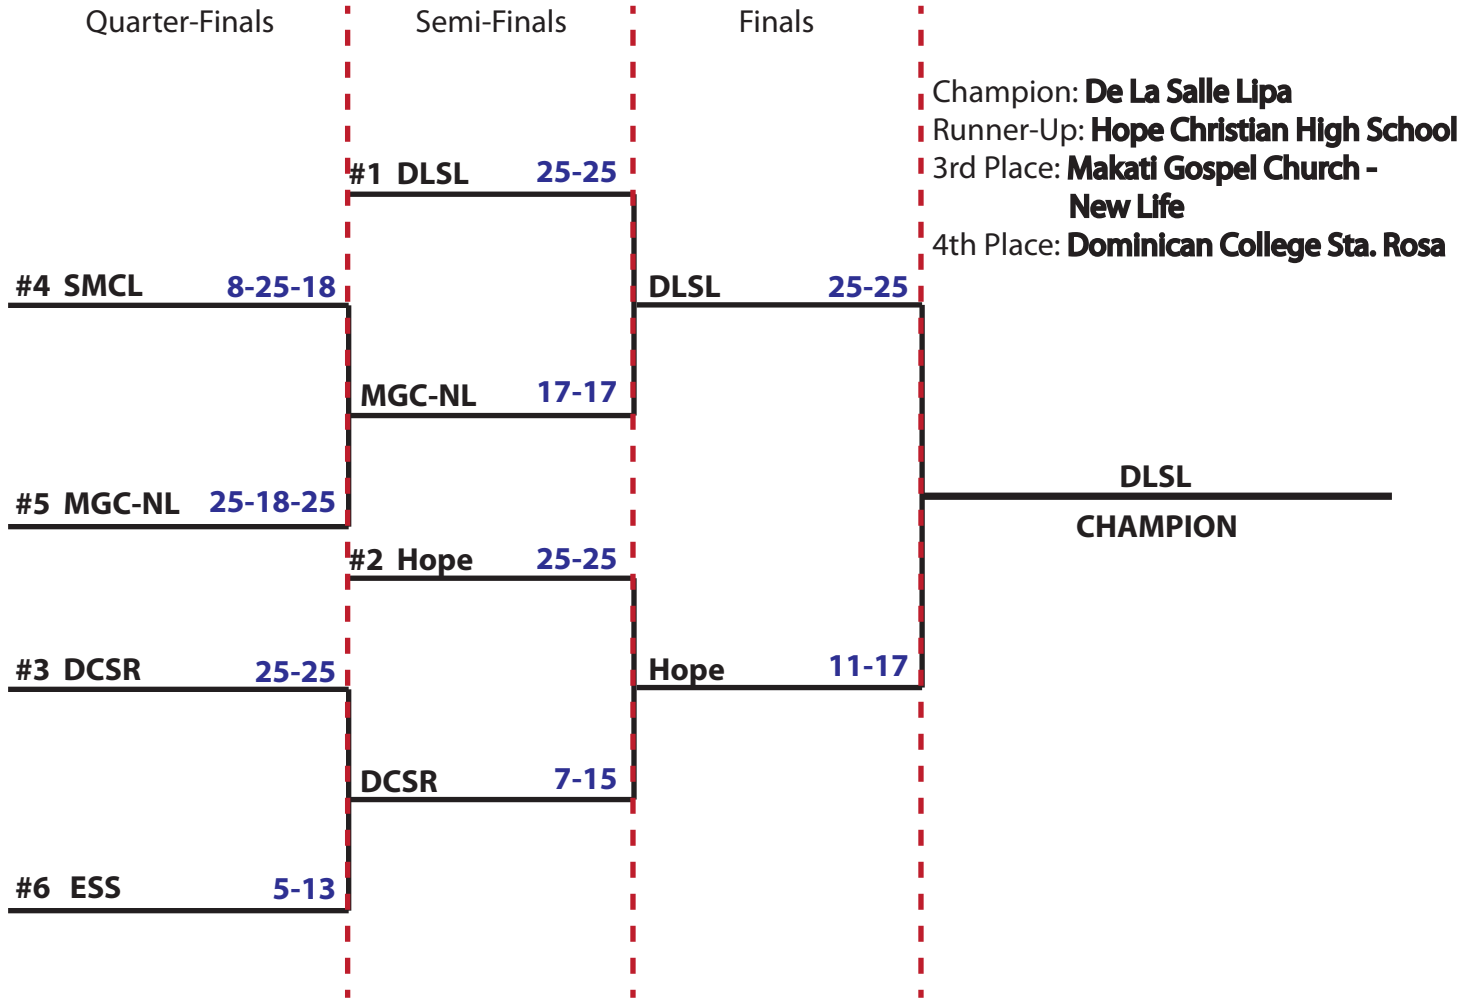 Quarter-Finals
Semi-Finals
Finals
Champion: De La Salle Lipa
Runner-Up: Hope Christian High School
3rd Place: Makati Gospel Church -
New Life
4th Place: Dominican College Sta. Rosa
#1 DLSL 25-25
#4 SMCL 8-25-18
DLSL 25-25
MGC-NL 17-17
#5 MGC-NL 25-18-25
DLSL
CHAMPION
#2 Hope 25-25
#3 DCSR 25-25
Hope 11-17
DCSR 7-15
#6 ESS 5-13